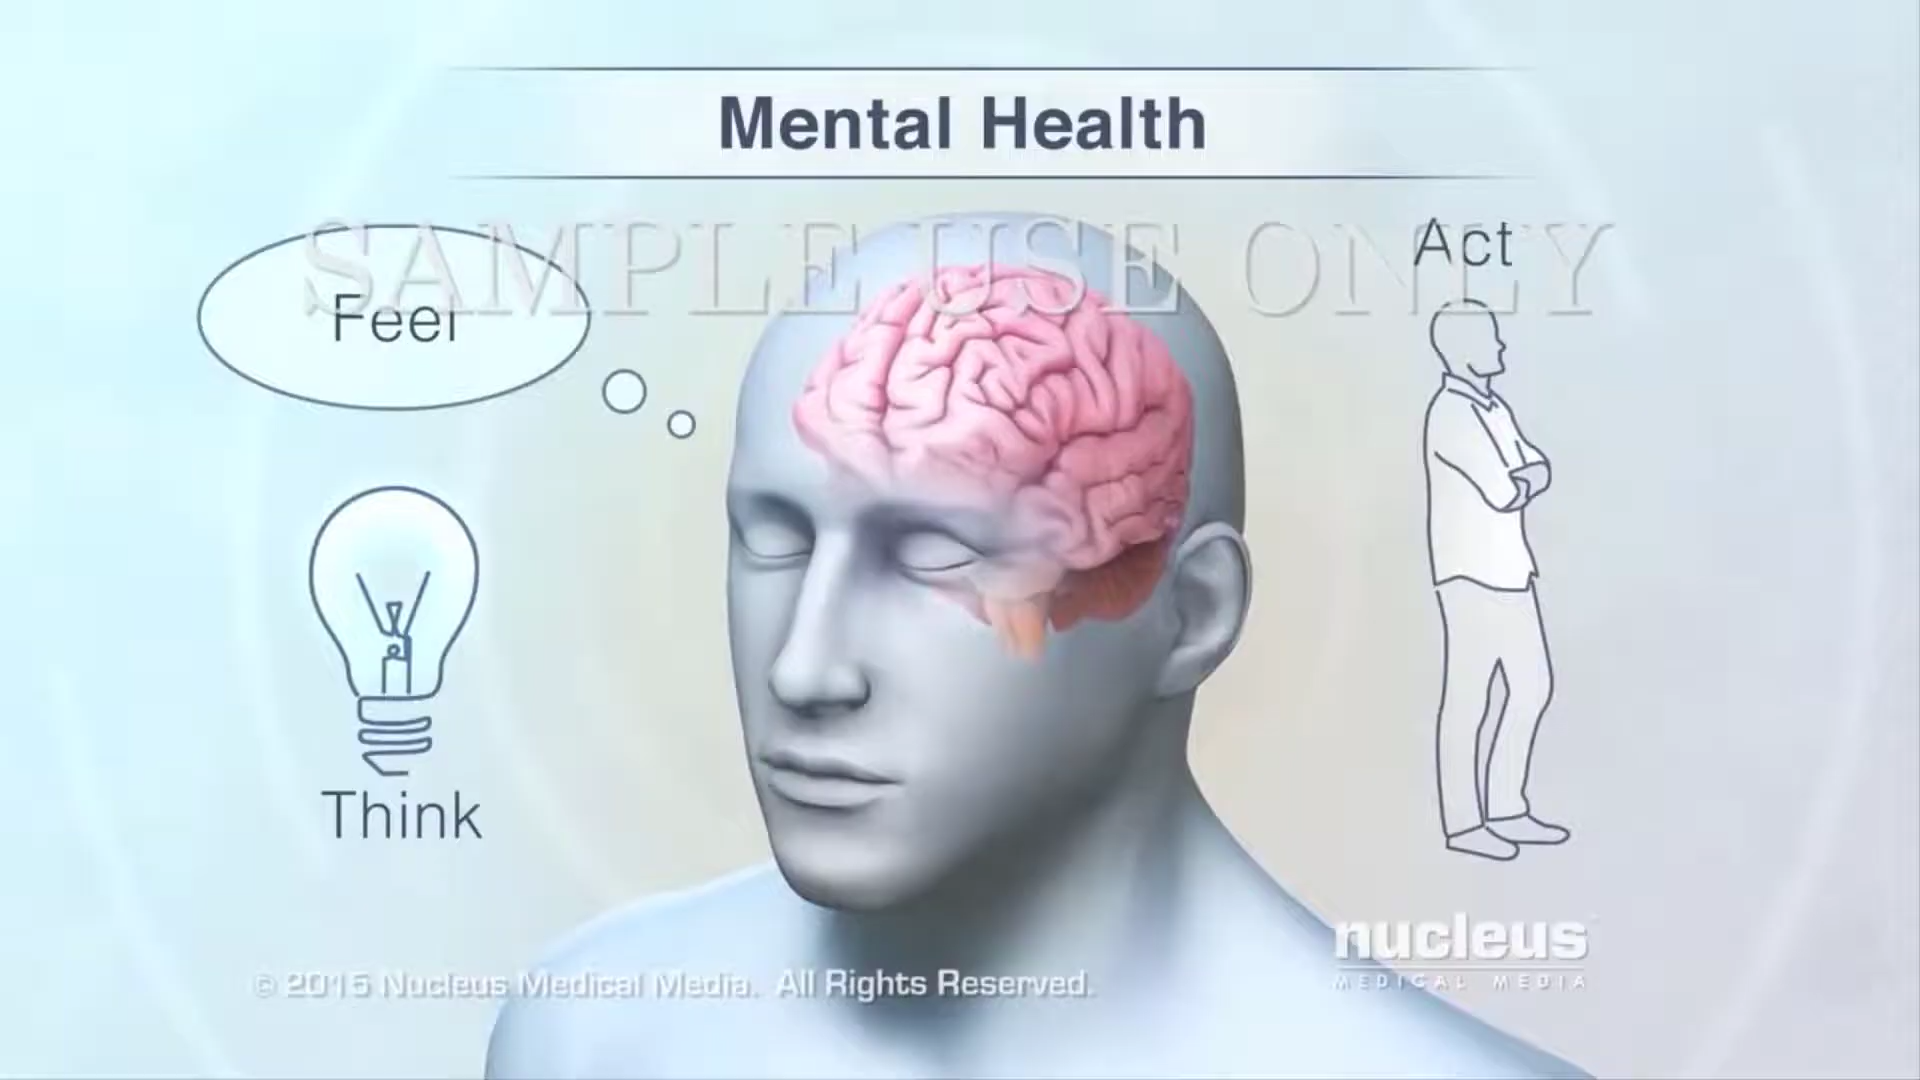 Mental Health
SAMPLE USE ONLY
Feel
Act
Think
nucleus
MEDICAL MEDIA
© 2015 Nucleus Medical Media. All Rights Reserved.